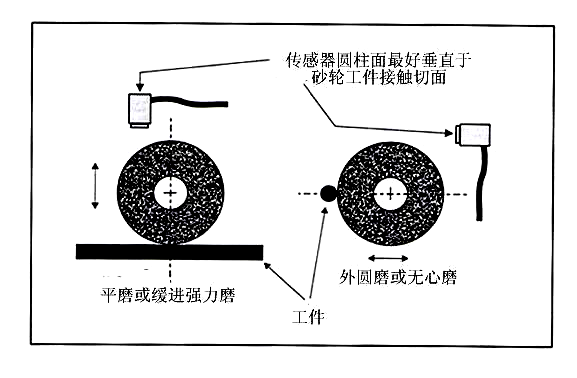 传感器圆柱面最好垂直于
砂轮工件接触切面
外圆磨或无心磨
平磨或缓进强力磨
工件